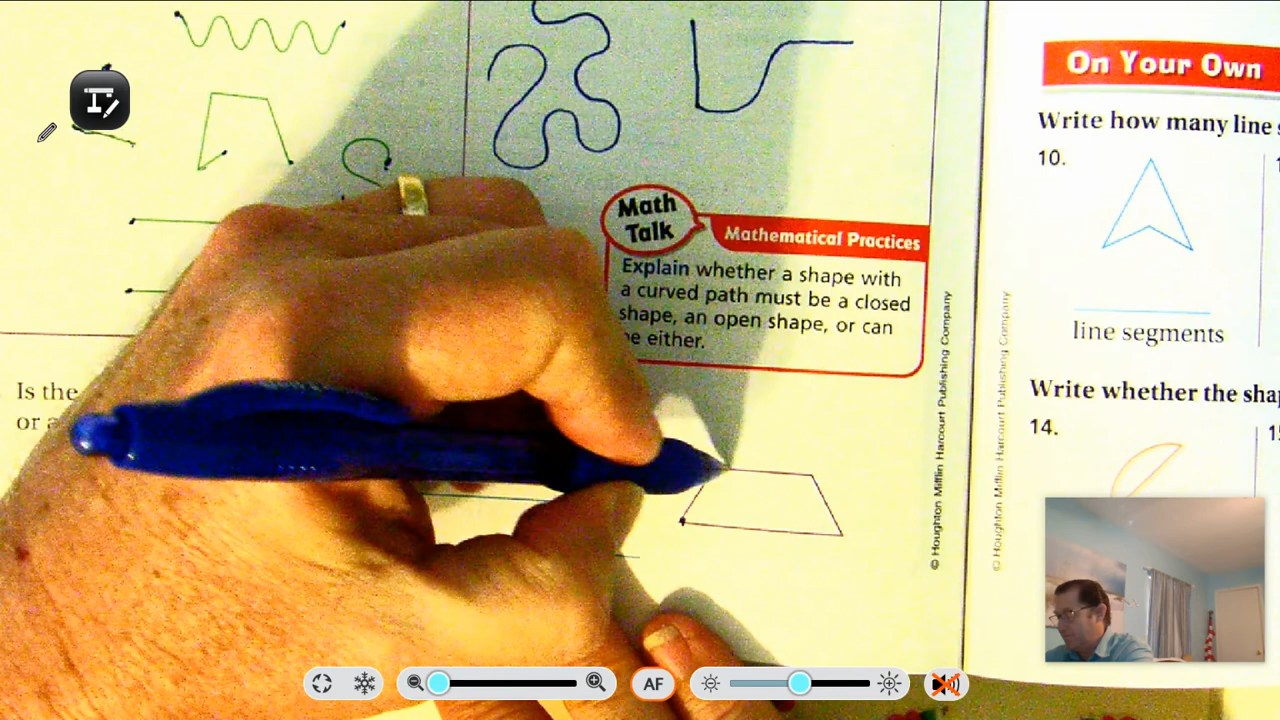 Is the
or a
Math
Talk
Mathematical Practices
Explain whether a shape with
a curved path must be a closed
shape, an open shape, or can
be either.
© Houghton Mifflin Harcourt Publishing Company
© Houghton Mifflin Harcourt Publishing Company
On Your Own
Write how many line
10.
line segments
Write whether the
14.
AF